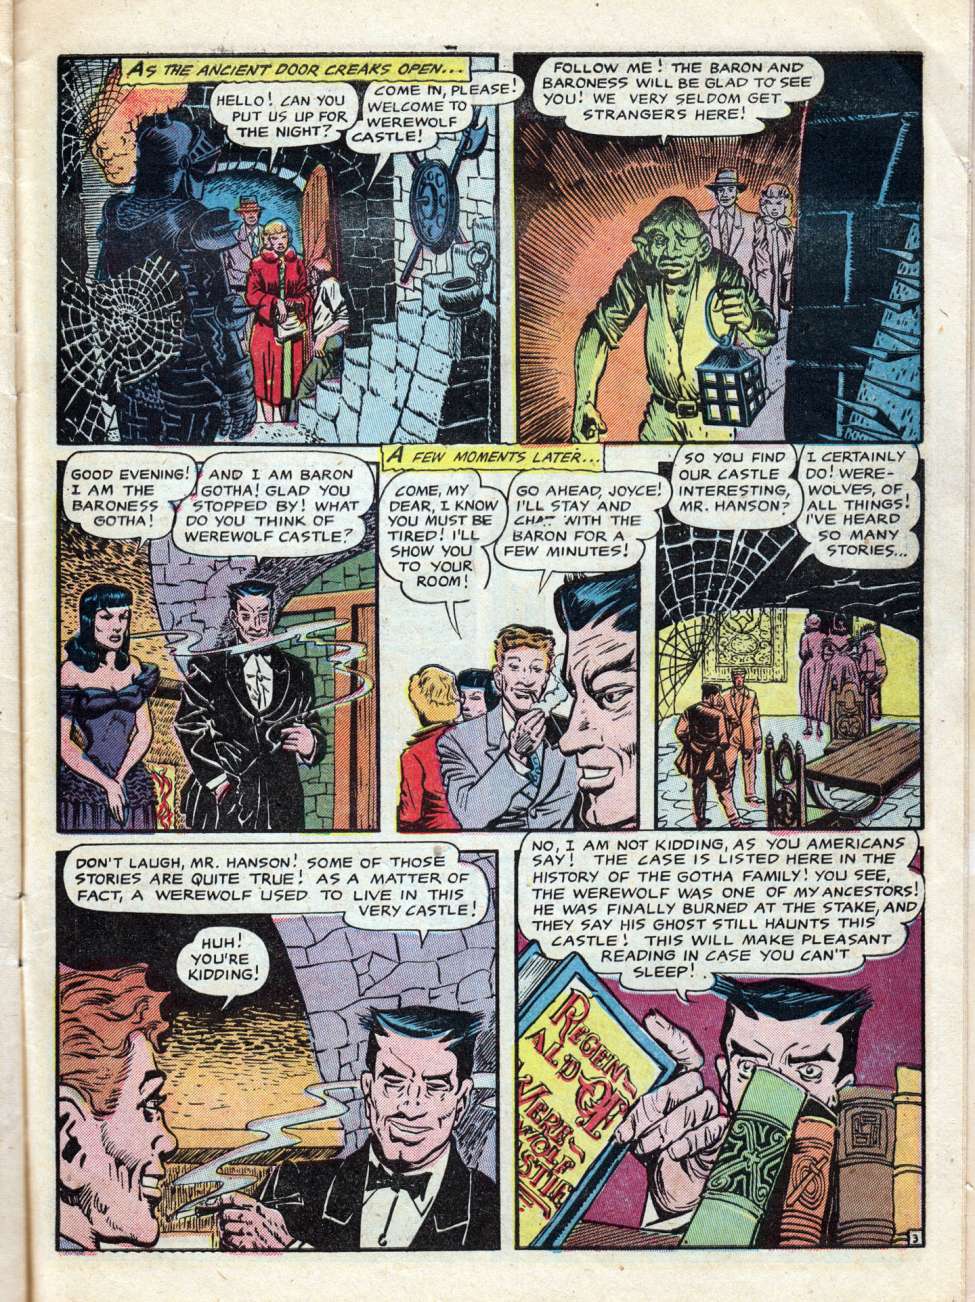 AS THE ANCIENT DOOR CREAKS OPEN...
HELLO! CAN YOU
PUT US UP FOR
THE NIGHT?
COME IN, PLEASE!
WELCOME TO
WEREWOLF
CASTLE!
FOLLOW ME! THE BARON AND
BARONESS WILL BE GLAD TO SEE
YOU! WE VERY SELDOM GET
STRANGERS HERE!
GOOD EVENING!
I AM THE
BARONESS
GOTHA!
AND I AM BARON
GOTHA! GLAD YOU
STOPPED BY! WHAT
DO YOU THINK OF
WEREWOLF CASTLE?
A FEW MOMENTS LATER...
COME, MY
DEAR, I KNOW
YOU MUST BE
TIRED! I'LL
SHOW YOU
TO YOUR
ROOM!
GO AHEAD, JOYCE!
I'LL STAY AND
CHAT WITH THE
BARON FOR A
FEW MINUTES!
SO YOU FIND
OUR CASTLE
INTERESTING,
MR. HANSON?
I CERTAINLY
DO! WERE-
WOLVES, OF
ALL THINGS!
I'VE HEARD
SO MANY
STORIES...
DON'T LAUGH, MR. HANSON! SOME OF THOSE
STORIES ARE QUITE TRUE! AS A MATTER OF
FACT, A WEREWOLF USED TO LIVE IN THIS
VERY CASTLE!
HUH!
YOU'RE
KIDDING!
NO, I AM NOT KIDDING, AS YOU AMERICANS
SAY! THE CASE IS LISTED HERE IN THE
HISTORY OF THE GOTHA FAMILY! YOU SEE,
THE WEREWOLF WAS ONE OF MY ANCESTORS!
HE WAS FINALLY BURNED AT THE STAKE, AND
THEY SAY HIS GHOST STILL HAUNTS THIS
CASTLE! THIS WILL MAKE PLEASANT
READING IN CASE YOU CAN'T
SLEEP!
REGEN-
ALD OF
WERE-
WOLF
CASTLE
3